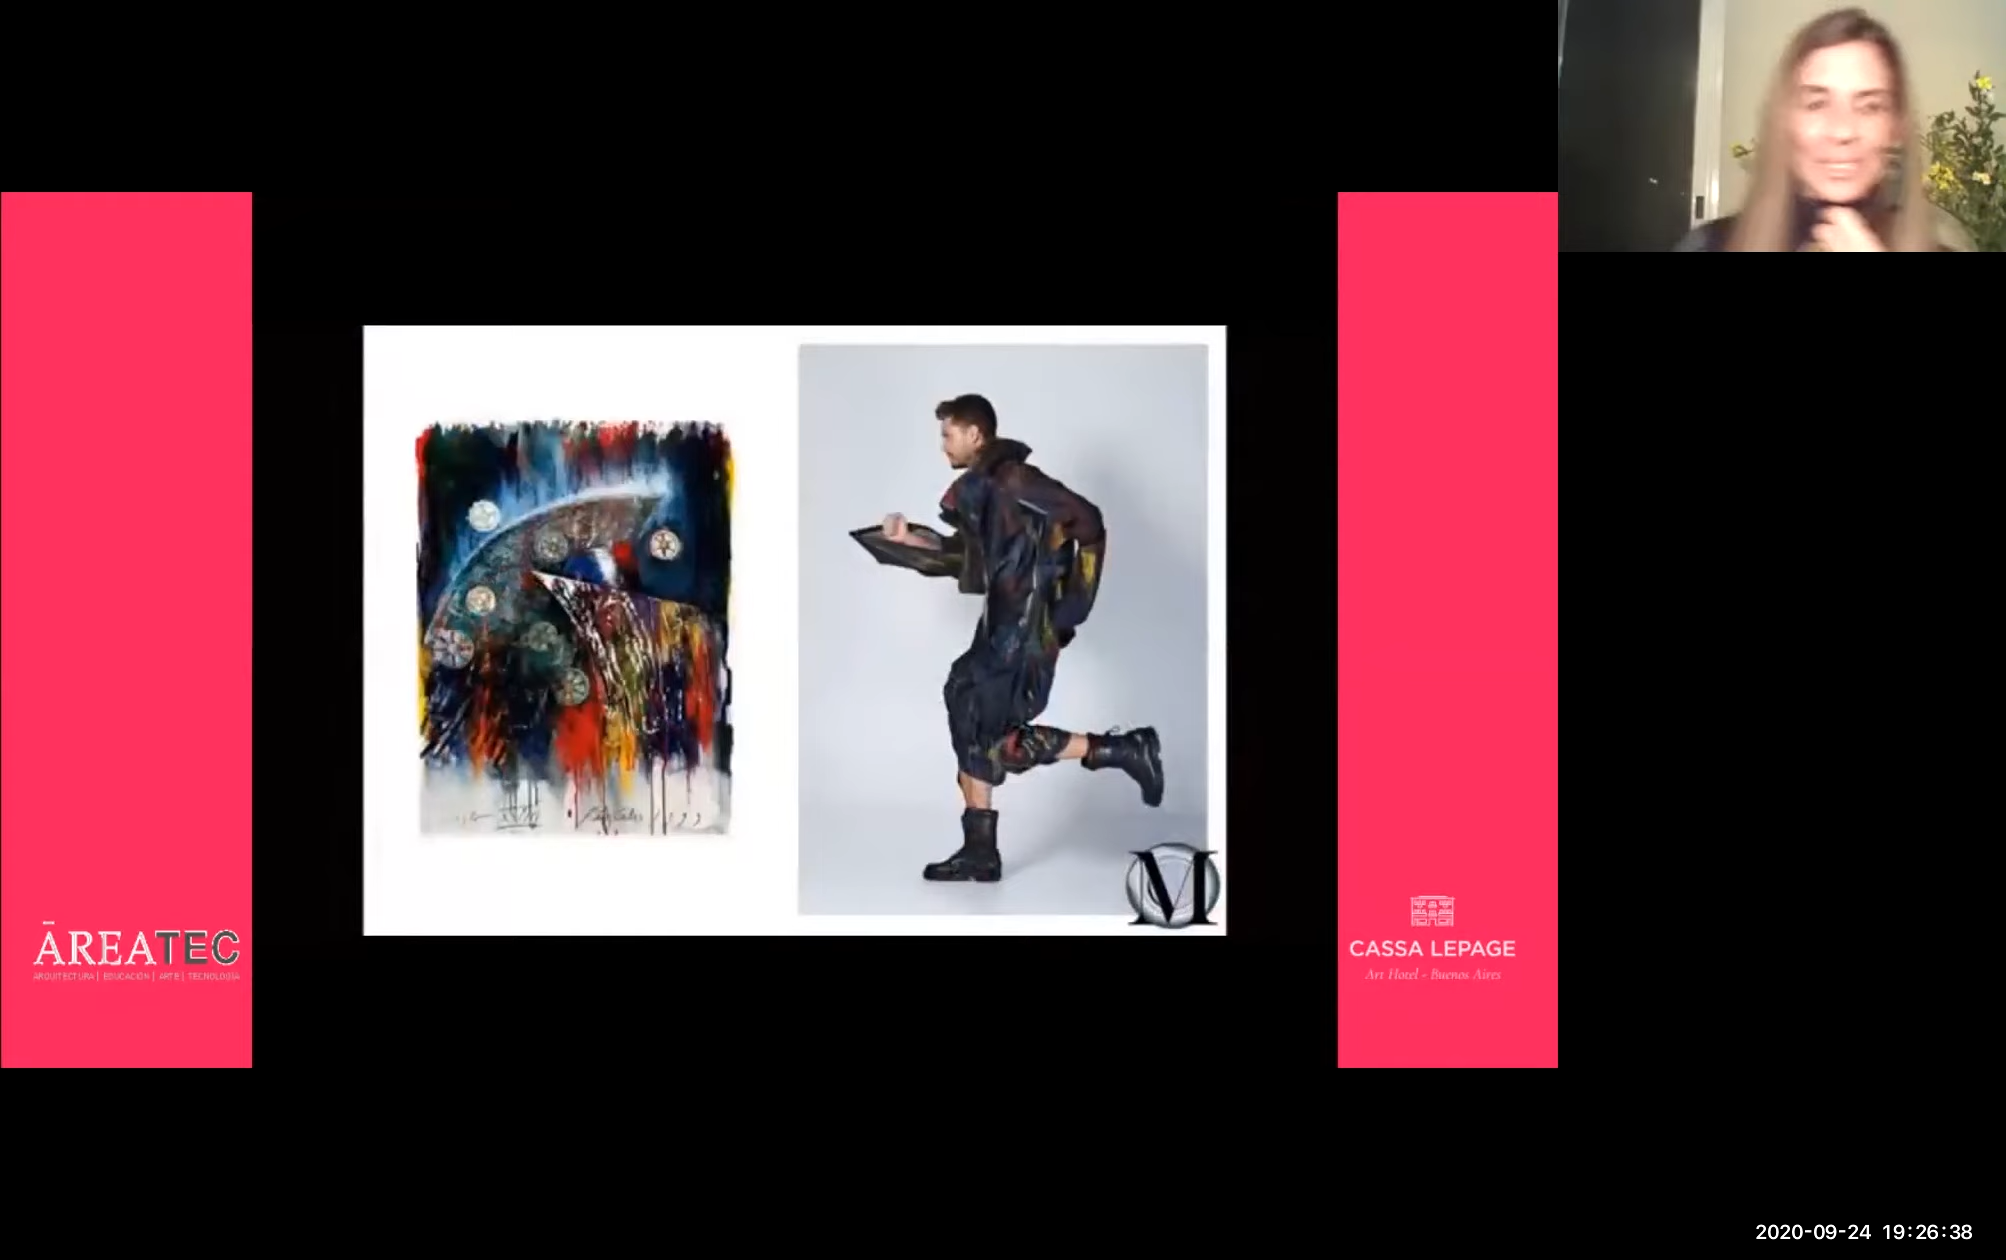 ĀREATEC
ARQUITECTURA | EDUCACIÓN | ARTE | TECNOLOGÍA
M
CASSA LEPAGE
Art Hotel - Buenos Aires
2020-09-24 19:26:38